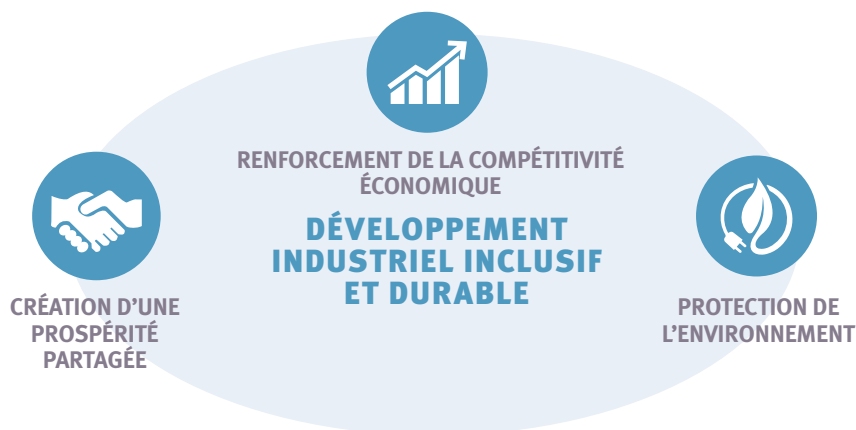 RENFORCEMENT DE LA COMPÉTITIVITÉ
ÉCONOMIQUE
DÉVELOPPEMENT
INDUSTRIEL INCLUSIF
ET DURABLE
CRÉATION D’UNE
PROSPÉRITÉ
PARTAGÉE
PROTECTION DE
L’ENVIRONNEMENT